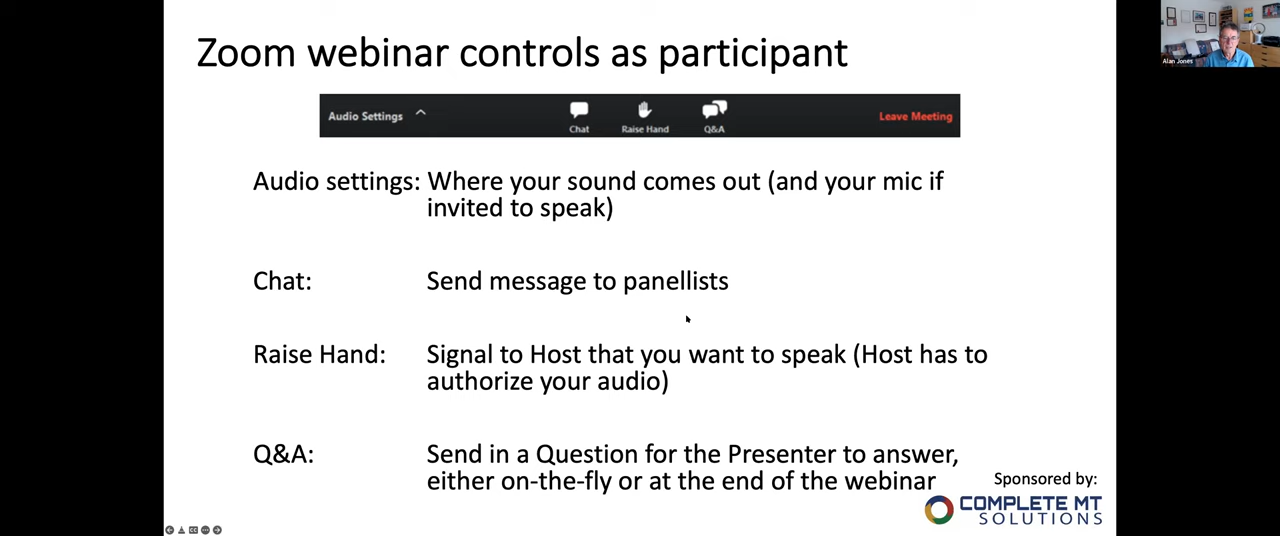 Zoom webinar controls as participant
Alan Jones
Audio Settings
Chat
Raise Hand
Q&A
Leave Meeting
Audio settings: Where your sound comes out (and your mic if
invited to speak)
Chat: Send message to panellists
Raise Hand: Signal to Host that you want to speak (Host has to
authorize your audio)
Q&A: Send in a Question for the Presenter to answer,
either on-the-fly or at the end of the webinar
Sponsored by:
COMPLETE MT
SOLUTIONS